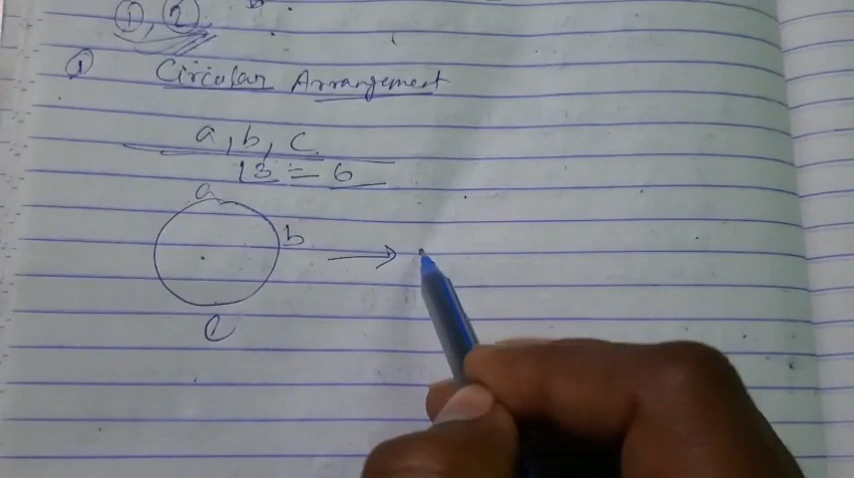 ①, ②.
① Circular Arrangement
a, b, c
⌊3 = 6
a
b
c